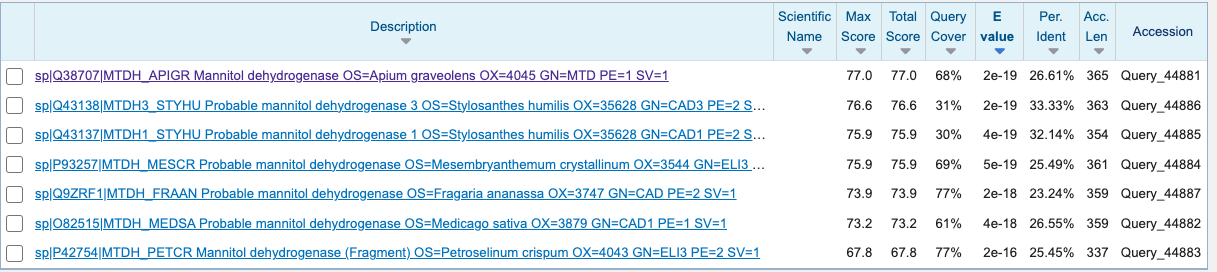 Description Scientific Name Max Score Total Score Query Cover E value Per. Ident Acc. Len Accession
sp|Q38707|MTDH_APIGR Mannitol dehydrogenase OS=Apium graveolens OX=4045 GN=MTD PE=1 SV=1 77.0 77.0 68% 2e-19 26.61% 365 Query_44881
sp|Q43138|MTDH3_STYHU Probable mannitol dehydrogenase 3 OS=Stylosanthes humilis OX=35628 GN=CAD3 PE=2 S... 76.6 76.6 31% 2e-19 33.33% 363 Query_44886
sp|Q43137|MTDH1_STYHU Probable mannitol dehydrogenase 1 OS=Stylosanthes humilis OX=35628 GN=CAD1 PE=2 S... 75.9 75.9 30% 4e-19 32.14% 354 Query_44885
sp|P93257|MTDH_MESCR Probable mannitol dehydrogenase OS=Mesembryanthemum crystallinum OX=3544 GN=ELI3 ... 75.9 75.9 69% 5e-19 25.49% 361 Query_44884
sp|Q9ZRF1|MTDH_FRAAN Probable mannitol dehydrogenase OS=Fragaria ananassa OX=3747 GN=CAD PE=2 SV=1 73.9 73.9 77% 2e-18 23.24% 359 Query_44887
sp|O82515|MTDH_MEDSA Probable mannitol dehydrogenase OS=Medicago sativa OX=3879 GN=CAD1 PE=1 SV=1 73.2 73.2 61% 4e-18 26.55% 359 Query_44882
sp|P42754|MTDH_PETCR Mannitol dehydrogenase (Fragment) OS=Petroselinum crispum OX=4043 GN=ELI3 PE=2 SV=1 67.8 67.8 77% 2e-16 25.45% 337 Query_44883